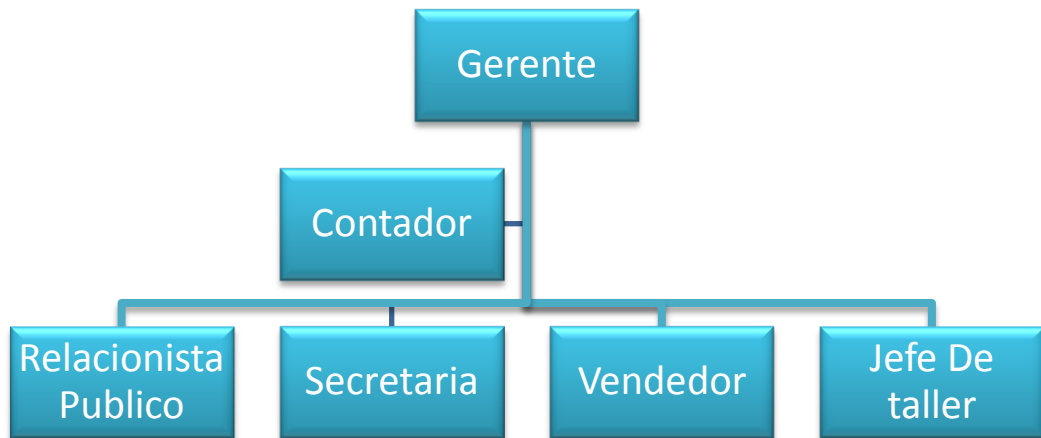 Gerente
Contador
Relacionista
Publico
Secretaria
Vendedor
Jefe De
taller